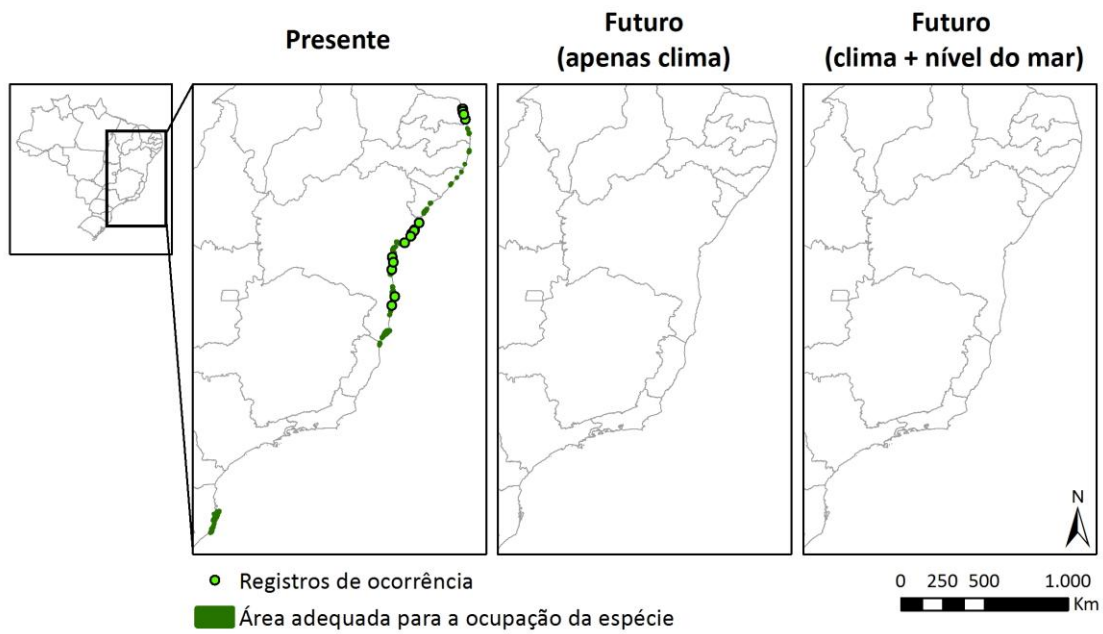 Presente
Futuro
(apenas clima)
Futuro
(clima + nível do mar)
N
Registros de ocorrência
Área adequada para a ocupação da espécie
0 250 500 1.000
Km